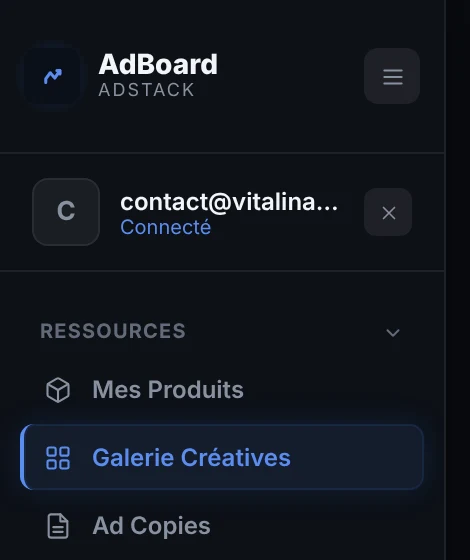 AdBoard
ADSTACK
C
contact@vitalina...
Connecté
RESSOURCES
Mes Produits
Galerie Créatives
Ad Copies